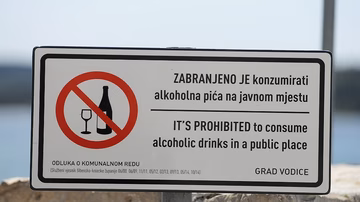 ZABRANJENO JE konzumirati
alkoholna pića na javnom mjestu
IT'S PROHIBITED to consume
alcoholic drinks in a public place
ODLUKA O KOMUNALNOM REDU
GRAD VODICE